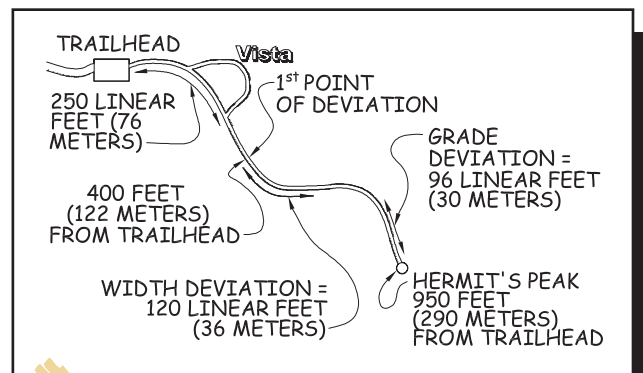 TRAILHEAD
Vista
250 LINEAR
FEET (76
METERS)
1st POINT
OF DEVIATION
GRADE
DEVIATION =
96 LINEAR FEET
(30 METERS)
400 FEET
(122 METERS)
FROM TRAILHEAD
WIDTH DEVIATION =
120 LINEAR FEET
(36 METERS)
HERMIT'S PEAK
950 FEET
(290 METERS)
FROM TRAILHEAD